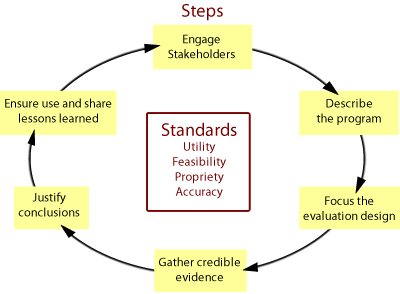 Steps
Engage
Stakeholders
Describe
the program
Focus the
evaluation design
Gather credible
evidence
Justify
conclusions
Ensure use and share
lessons learned
Standards
Utility
Feasibility
Propriety
Accuracy